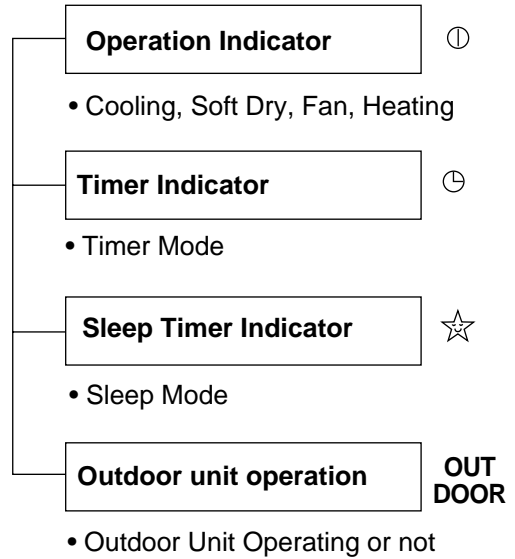 Operation Indicator
• Cooling, Soft Dry, Fan, Heating
Timer Indicator
• Timer Mode
Sleep Timer Indicator
• Sleep Mode
Outdoor unit operation
OUT
DOOR
• Outdoor Unit Operating or not